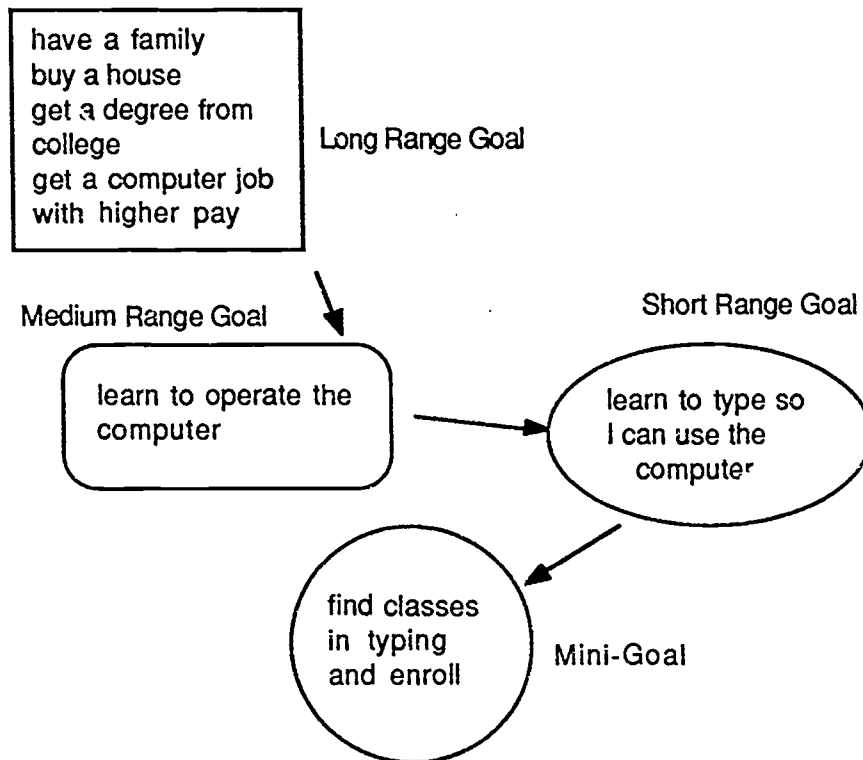 have a family
buy a house
get a degree from
college
get a computer job
with higher pay
Long Range Goal
Medium Range Goal
learn to operate the
computer
Short Range Goal
learn to type so
I can use the
computer
find classes
in typing
and enroll
Mini-Goal